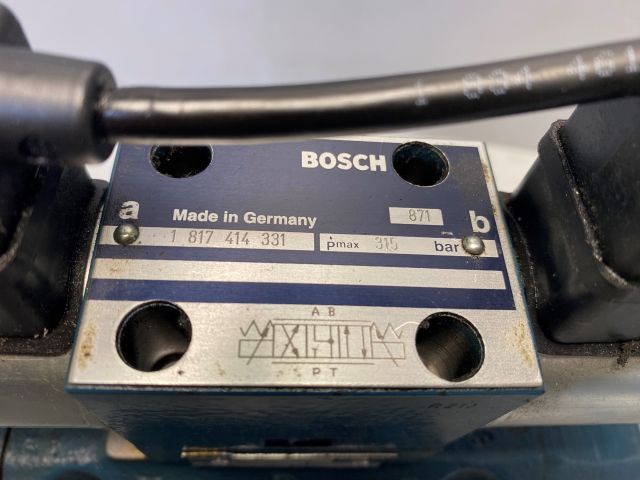 BOSCH
a
Made in Germany
871
b
1 817 414 331
pmax 315 bar
A B
P T